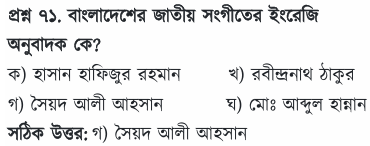 প্রশ্ন ৭১. বাংলাদেশের জাতীয় সংগীতের ইংরেজি
অনুবাদক কে?
ক) হাসান হাফিজুর রহমান খ) রবীন্দ্রনাথ ঠাকুর
গ) সৈয়দ আলী আহসান ঘ) মোঃ আব্দুল হান্নান
সঠিক উত্তর: গ) সৈয়দ আলী আহসান